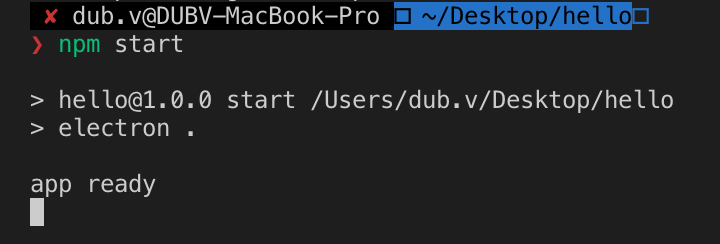 ✘ dub.v@DUBV-MacBook-Pro ~/Desktop/hello
❯ npm start
> hello@1.0.0 start /Users/dub.v/Desktop/hello
> electron .
app ready